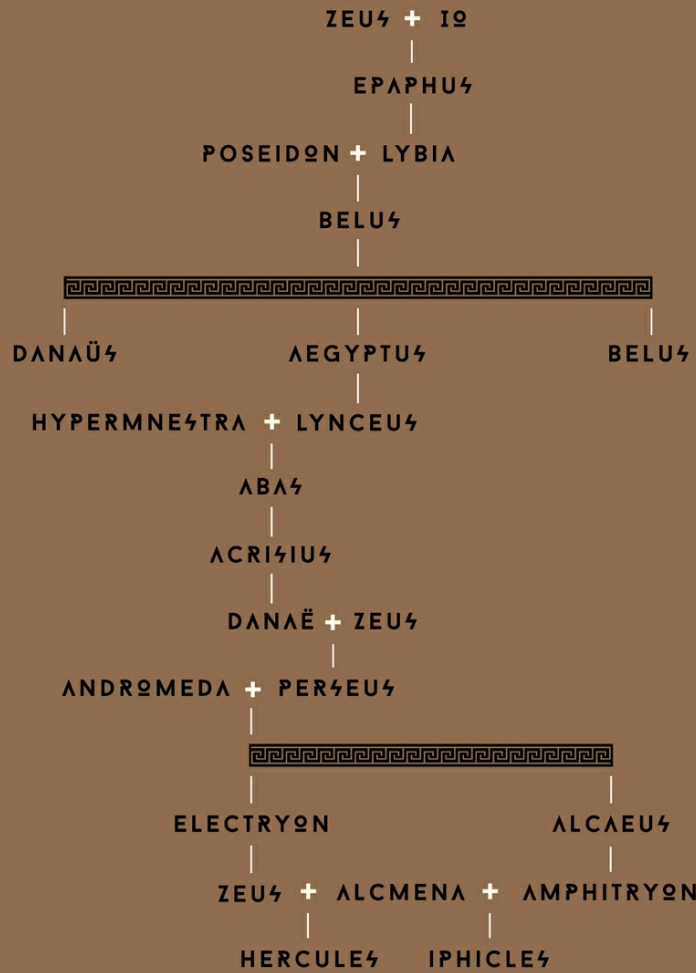 ZEUS + IO
EPAPHUS
POSEIDON + LYBIA
BELUS
DANAÜS AEGYPTUS BELUS
HYPERMNESTRA + LYNCEUS
ABAS
ACRISIUS
DANAË + ZEUS
ANDROMEDA + PERSEUS
ELECTRYON ALCAEUS
ZEUS + ALCMENA + AMPHITRYON
HERCULES IPHICLES